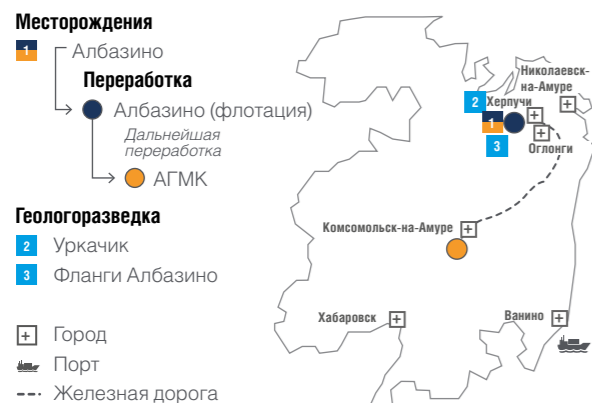 Месторождения
1 Албазино
Переработка
Албазино (флотация)
Дальнейшая
переработка
АГМК
Геологоразведка
2 Уркачик
3 Фланги Албазино
Город
Порт
Железная дорога
Николаевск-
на-Амуре
2 Херпучи
1
Оглонги
3
Комсомольск-на-Амуре
Хабаровск
Ванино